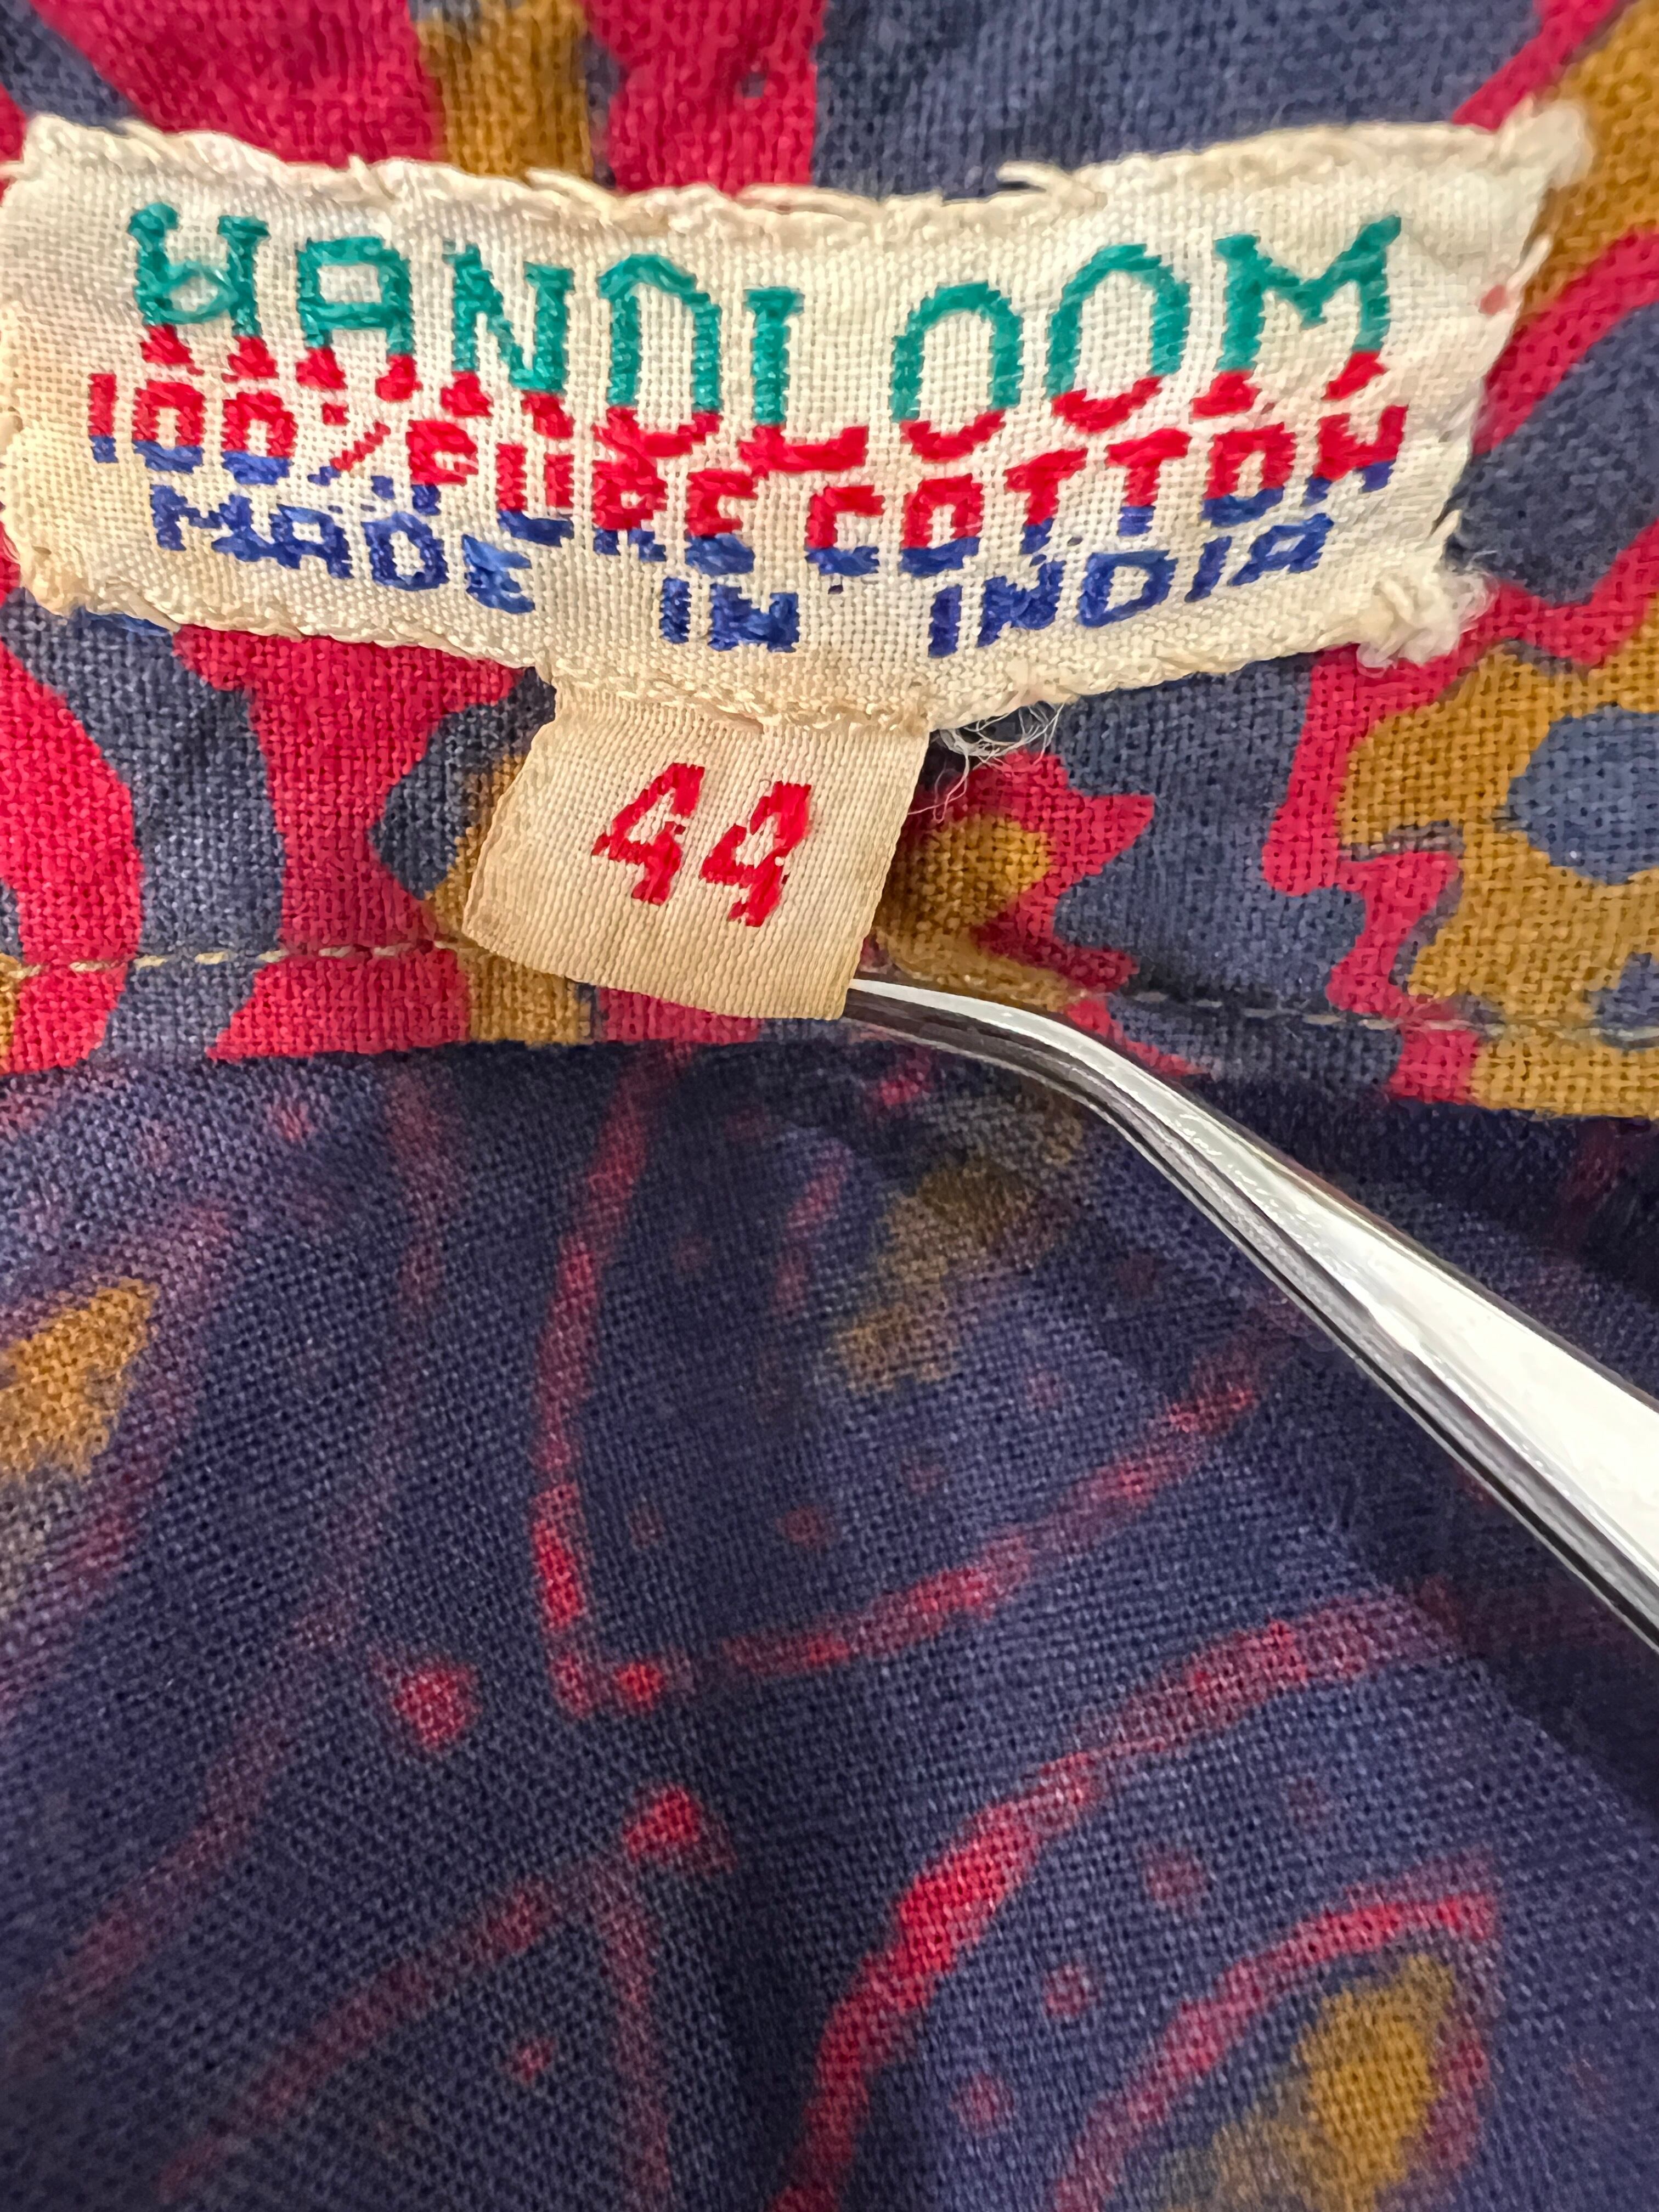 HANDLOOM
100% PURE COTTON
MADE IN INDIA
44